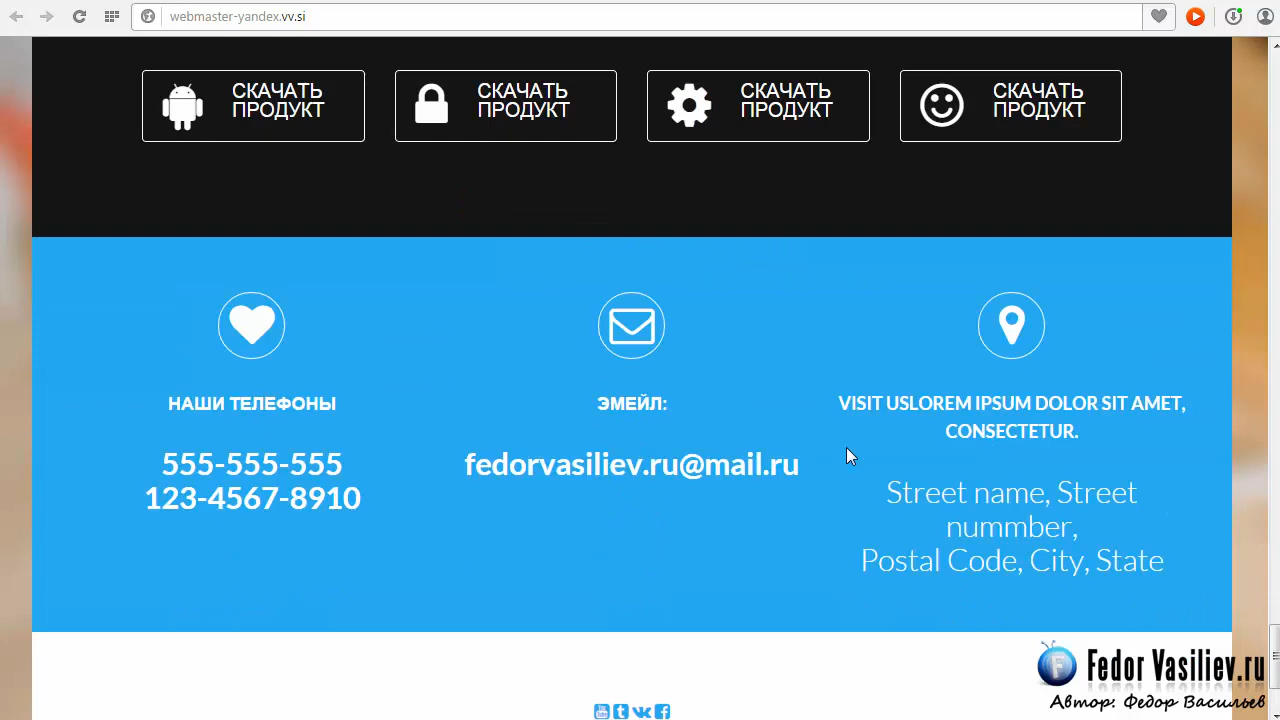 webmaster-yandex.vv.si
СКАЧАТЬ
ПРОДУКТ
СКАЧАТЬ
ПРОДУКТ
СКАЧАТЬ
ПРОДУКТ
СКАЧАТЬ
ПРОДУКТ
НАШИ ТЕЛЕФОНЫ
555-555-555
123-4567-8910
ЭМЕЙЛ:
fedorvasiliev.ru@mail.ru
VISIT USLOREM IPSUM DOLOR SIT AMET,
CONSECTETUR.
Street name, Street
nummber,
Postal Code, City, State
Fedor Vasiliev.ru
Автор: Федор Васильев